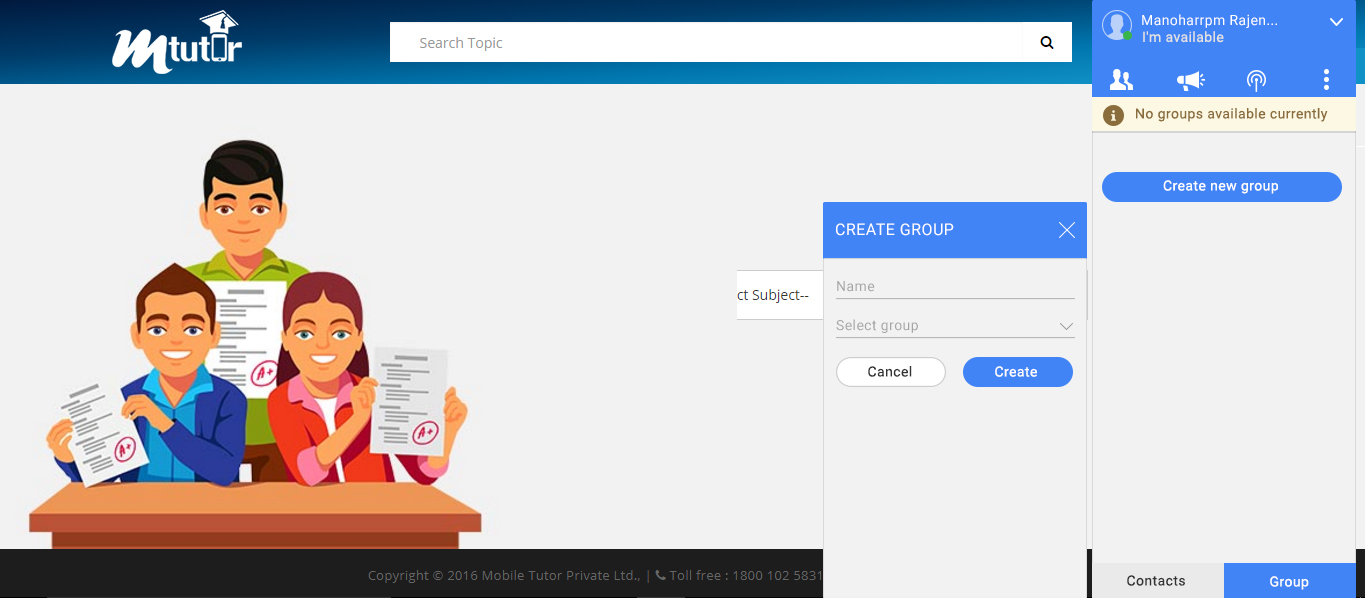 Mtutor
Search Topic
Manoharrpm Rajen...
I'm available
No groups available currently
Create new group
CREATE GROUP
Name
ct Subject--
Select group
Cancel
Create
A+
A+
A+
Copyright © 2016 Mobile Tutor Private Ltd., | Toll free : 1800 102 5831
Contacts
Group